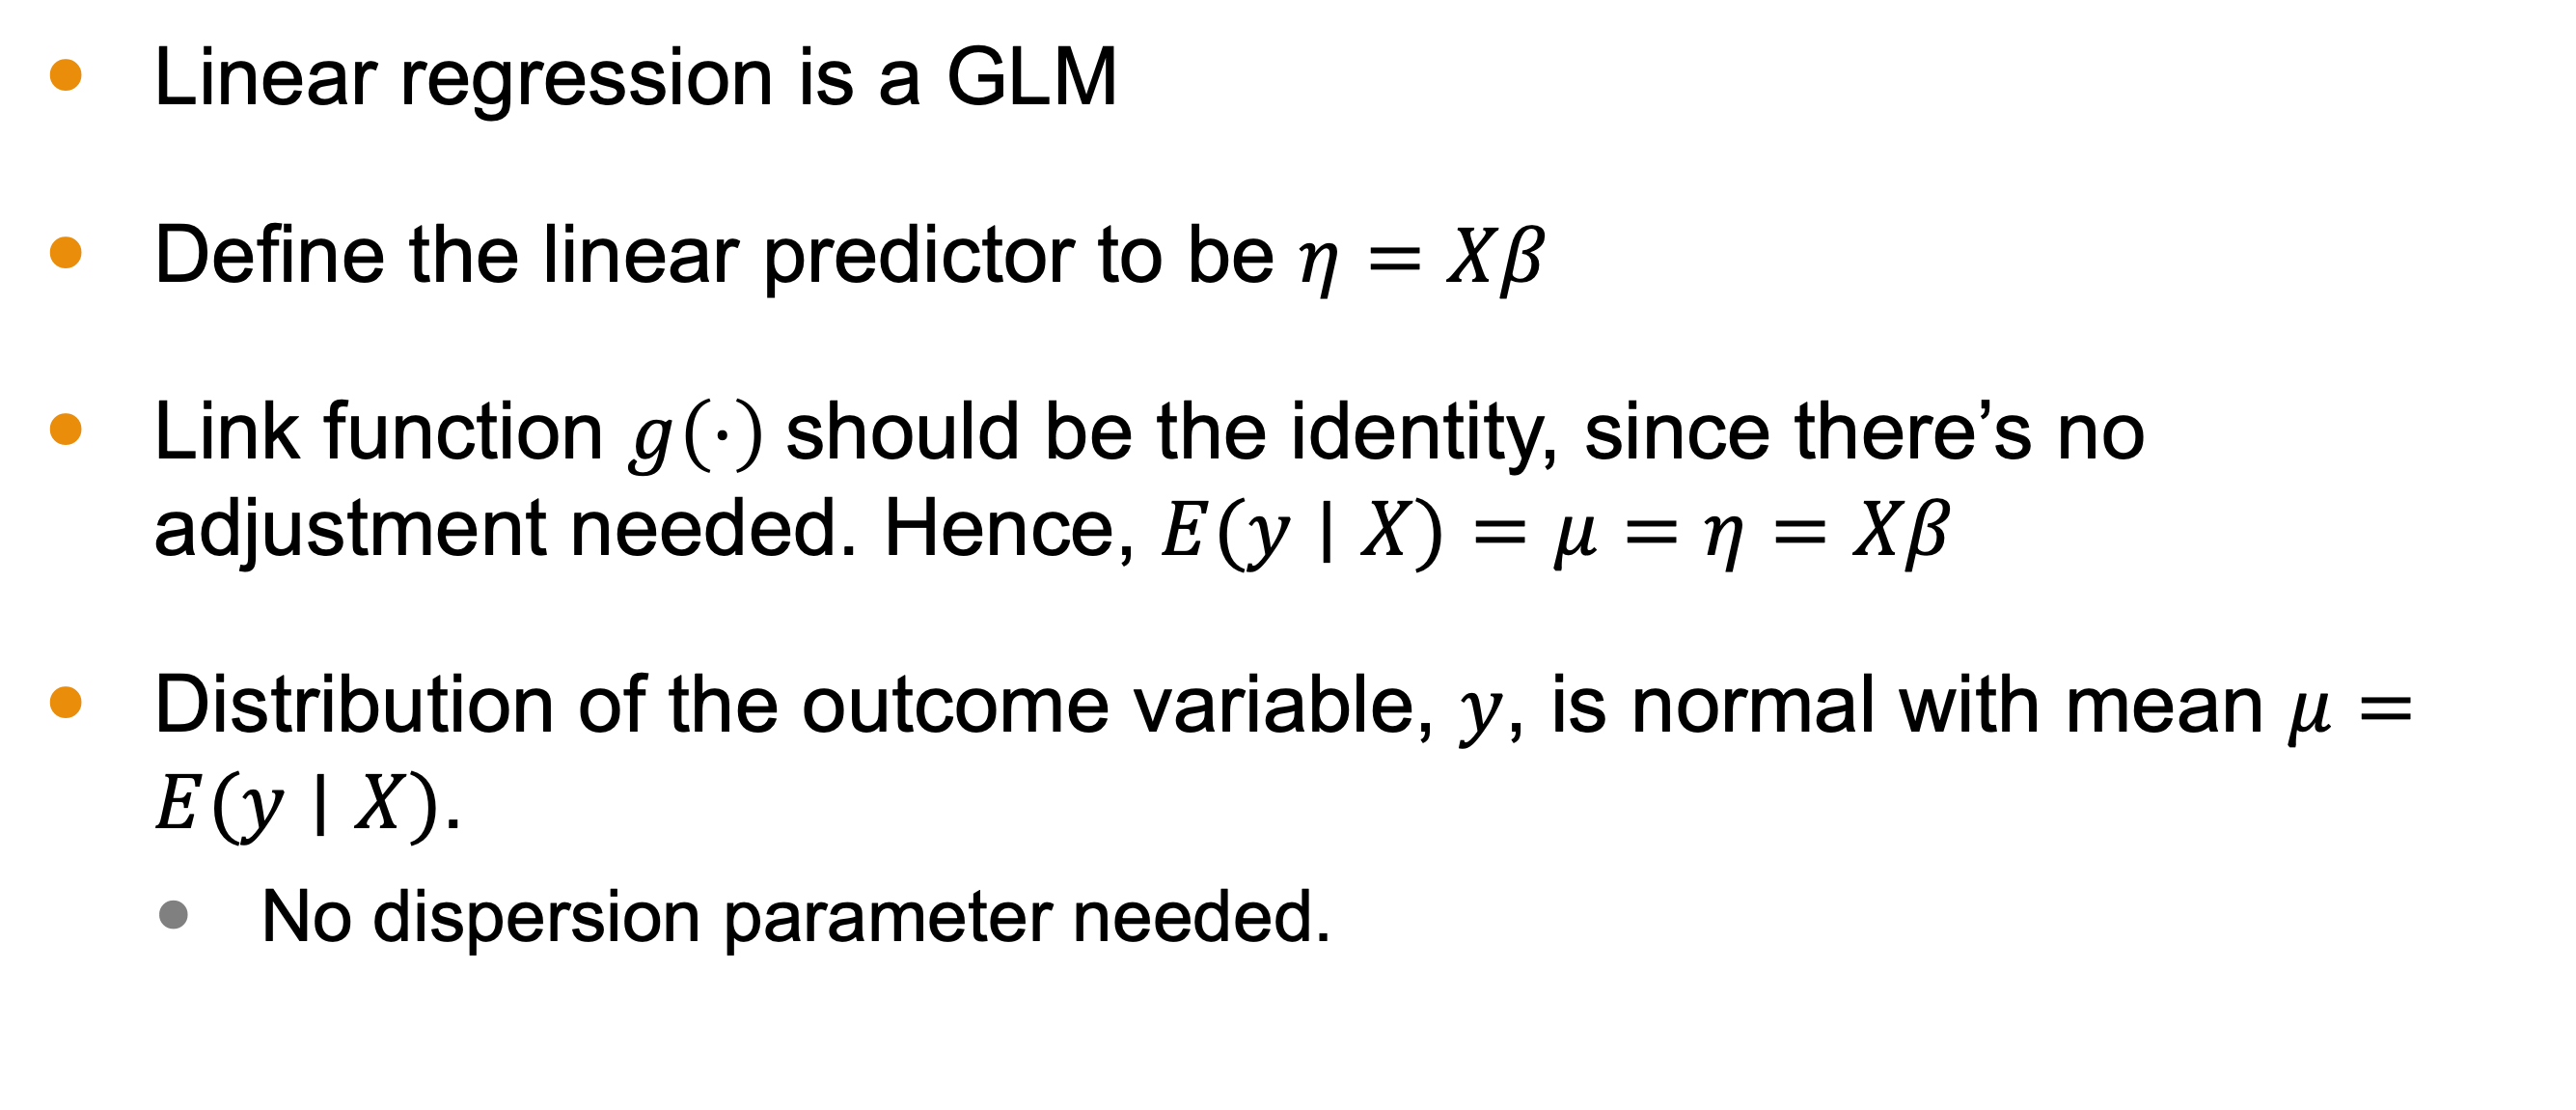 • Linear regression is a GLM
• Define the linear predictor to be 𝜂 = 𝑋𝛽
• Link function 𝑔(·) should be the identity, since there’s no
adjustment needed. Hence, 𝐸(𝑦 | 𝑋) = 𝜇 = 𝜂 = 𝑋𝛽
• Distribution of the outcome variable, 𝑦, is normal with mean 𝜇 =
𝐸(𝑦 | 𝑋).
• No dispersion parameter needed.